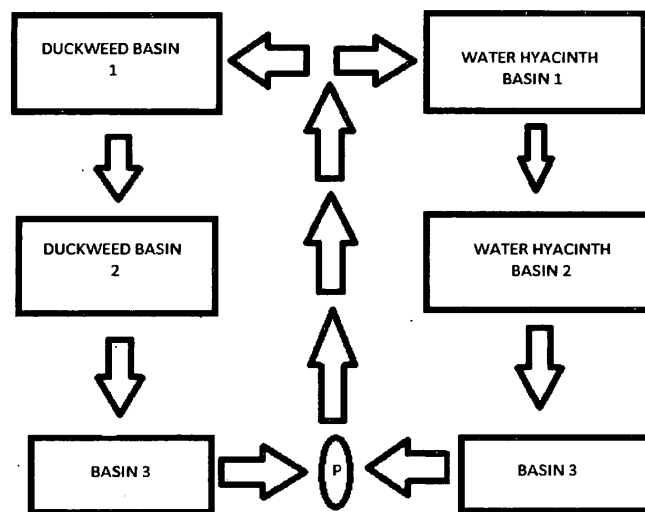 DUCKWEED BASIN
1
WATER HYACINTH
BASIN 1
DUCKWEED BASIN
2
WATER HYACINTH
BASIN 2
BASIN 3
P
BASIN 3